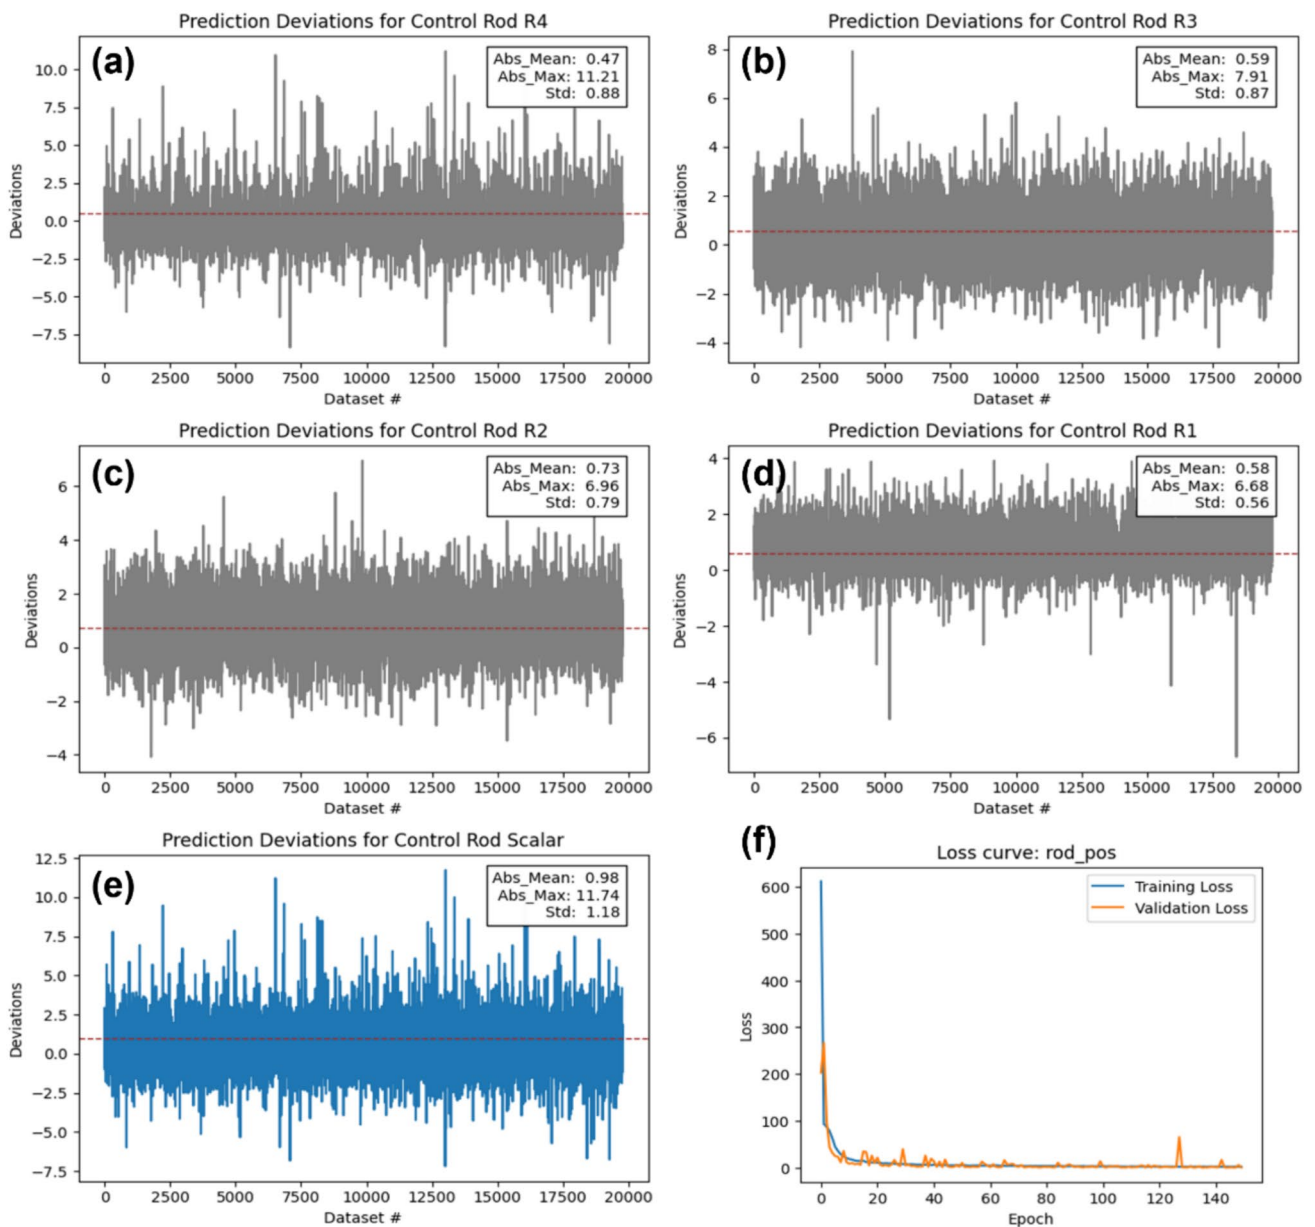 Prediction Deviations for Control Rod R4
(a)
Abs_Mean: 0.47
Abs_Max: 11.21
Std: 0.88
10.0
7.5
5.0
2.5
0.0
−2.5
−5.0
−7.5
Deviations
0 2500 5000 7500 10000 12500 15000 17500 20000
Dataset #
Prediction Deviations for Control Rod R3
(b)
Abs_Mean: 0.59
Abs_Max: 7.91
Std: 0.87
8
6
4
2
0
−2
−4
Deviations
0 2500 5000 7500 10000 12500 15000 17500 20000
Dataset #
Prediction Deviations for Control Rod R2
(c)
Abs_Mean: 0.73
Abs_Max: 6.96
Std: 0.79
6
4
2
0
−2
−4
Deviations
0 2500 5000 7500 10000 12500 15000 17500 20000
Dataset #
Prediction Deviations for Control Rod R1
(d)
Abs_Mean: 0.58
Abs_Max: 6.68
Std: 0.56
4
2
0
−2
−4
−6
Deviations
0 2500 5000 7500 10000 12500 15000 17500 20000
Dataset #
Prediction Deviations for Control Rod Scalar
(e)
Abs_Mean: 0.98
Abs_Max: 11.74
Std: 1.18
12.5
10.0
7.5
5.0
2.5
0.0
−2.5
−5.0
−7.5
Deviations
0 2500 5000 7500 10000 12500 15000 17500 20000
Dataset #
(f)
Loss curve: rod_pos
Training Loss
Validation Loss
600
500
400
300
200
100
0
Loss
0 20 40 60 80 100 120 140
Epoch